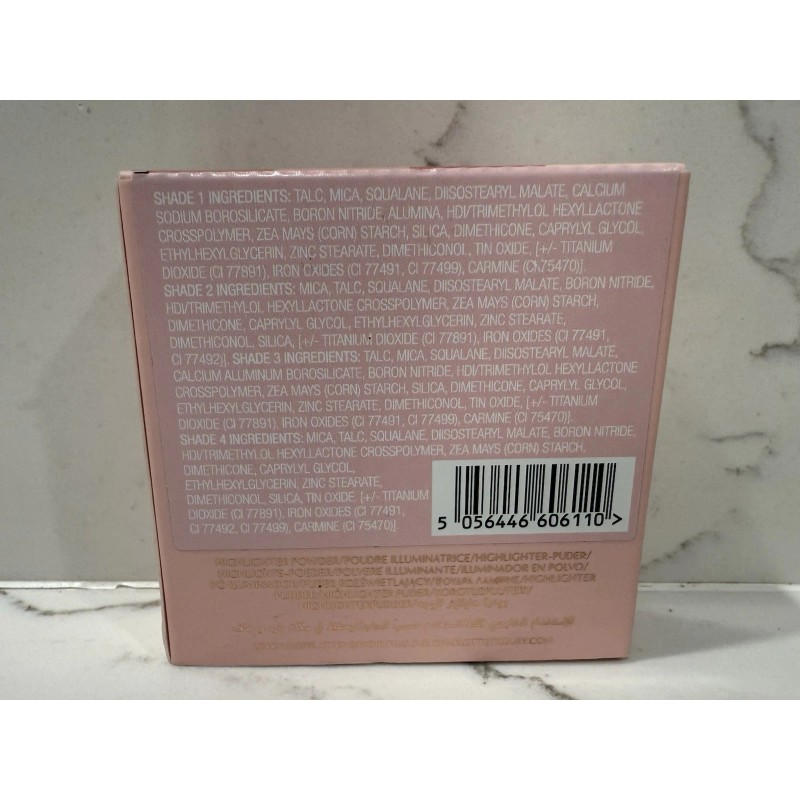 SHADE 1 INGREDIENTS: TALC, MICA, SQUALANE, DIISOSTEARYL MALATE, CALCIUM
SODIUM BOROSILICATE, BORON NITRIDE, ALUMINA, HDI/TRIMETHYLOL HEXYLLACTONE
CROSSPOLYMER, ZEA MAYS (CORN) STARCH, SILICA, DIMETHICONE, CAPRYLYL GLYCOL,
ETHYLHEXYLGLYCERIN, ZINC STEARATE, DIMETHICONOL, TIN OXIDE, [+/- TITANIUM
DIOXIDE (CI 77891), IRON OXIDES (CI 77491, CI 77499), CARMINE (CI 75470)].
SHADE 2 INGREDIENTS: MICA, TALC, SQUALANE, DIISOSTEARYL MALATE, BORON NITRIDE,
HDI/TRIMETHYLOL HEXYLLACTONE CROSSPOLYMER, ZEA MAYS (CORN) STARCH,
DIMETHICONE, CAPRYLYL GLYCOL, ETHYLHEXYLGLYCERIN, ZINC STEARATE,
DIMETHICONOL, SILICA, [+/- TITANIUM DIOXIDE (CI 77891), IRON OXIDES (CI 77491,
CI 77492)]. SHADE 3 INGREDIENTS: TALC, MICA, SQUALANE, DIISOSTEARYL MALATE,
CALCIUM ALUMINUM BOROSILICATE, BORON NITRIDE, HDI/TRIMETHYLOL HEXYLLACTONE
CROSSPOLYMER, ZEA MAYS (CORN) STARCH, SILICA, DIMETHICONE, CAPRYLYL GLYCOL,
ETHYLHEXYLGLYCERIN, ZINC STEARATE, DIMETHICONOL, TIN OXIDE, [+/- TITANIUM
DIOXIDE (CI 77891), IRON OXIDES (CI 77491, CI 77499), CARMINE (CI 75470)].
SHADE 4 INGREDIENTS: MICA, TALC, SQUALANE, DIISOSTEARYL MALATE, BORON NITRIDE,
HDI/TRIMETHYLOL HEXYLLACTONE CROSSPOLYMER, ZEA MAYS (CORN) STARCH,
DIMETHICONE, CAPRYLYL GLYCOL,
ETHYLHEXYLGLYCERIN, ZINC STEARATE,
DIMETHICONOL, SILICA, TIN OXIDE, [+/- TITANIUM
DIOXIDE (CI 77891), IRON OXIDES (CI 77491,
CI 77492, CI 77499), CARMINE (CI 75470)].
5 056446 606110 >
HIGHLIGHTER POWDER/POUDRE ILLUMINATRICE/HIGHLIGHTER-PUDER/
POLVERE ILLUMINANTE/ILLUMINADOR EN POLVO/
HIGHLIGHTER